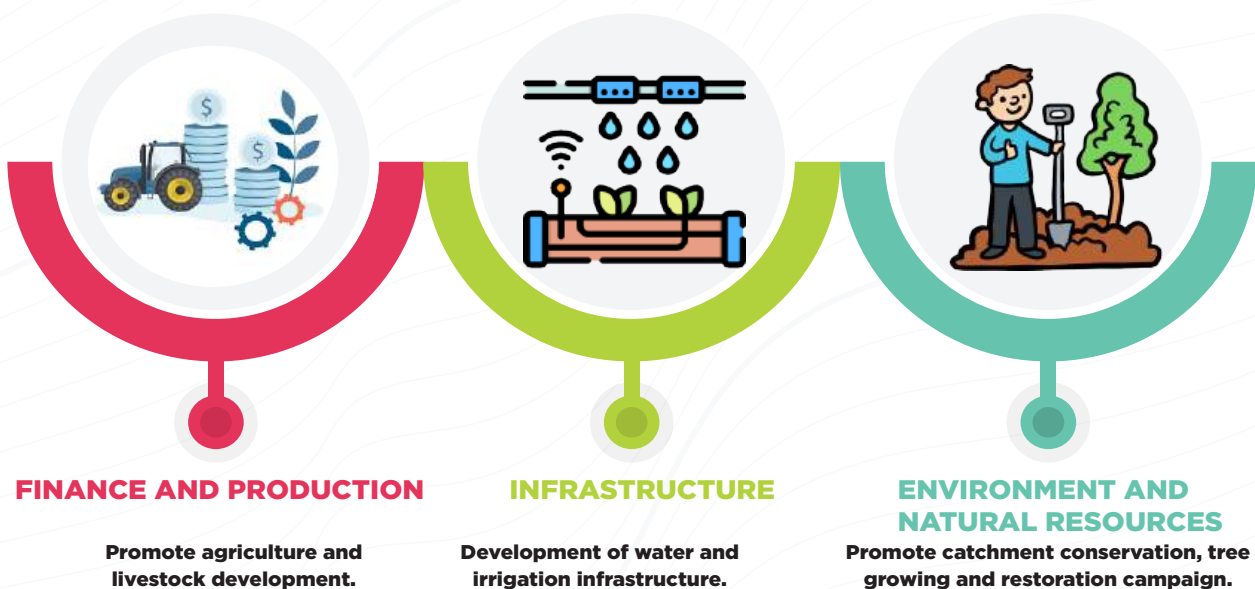 $
$
FINANCE AND PRODUCTION
Promote agriculture and
livestock development.
INFRASTRUCTURE
Development of water and
irrigation infrastructure.
ENVIRONMENT AND
NATURAL RESOURCES
Promote catchment conservation, tree
growing and restoration campaign.